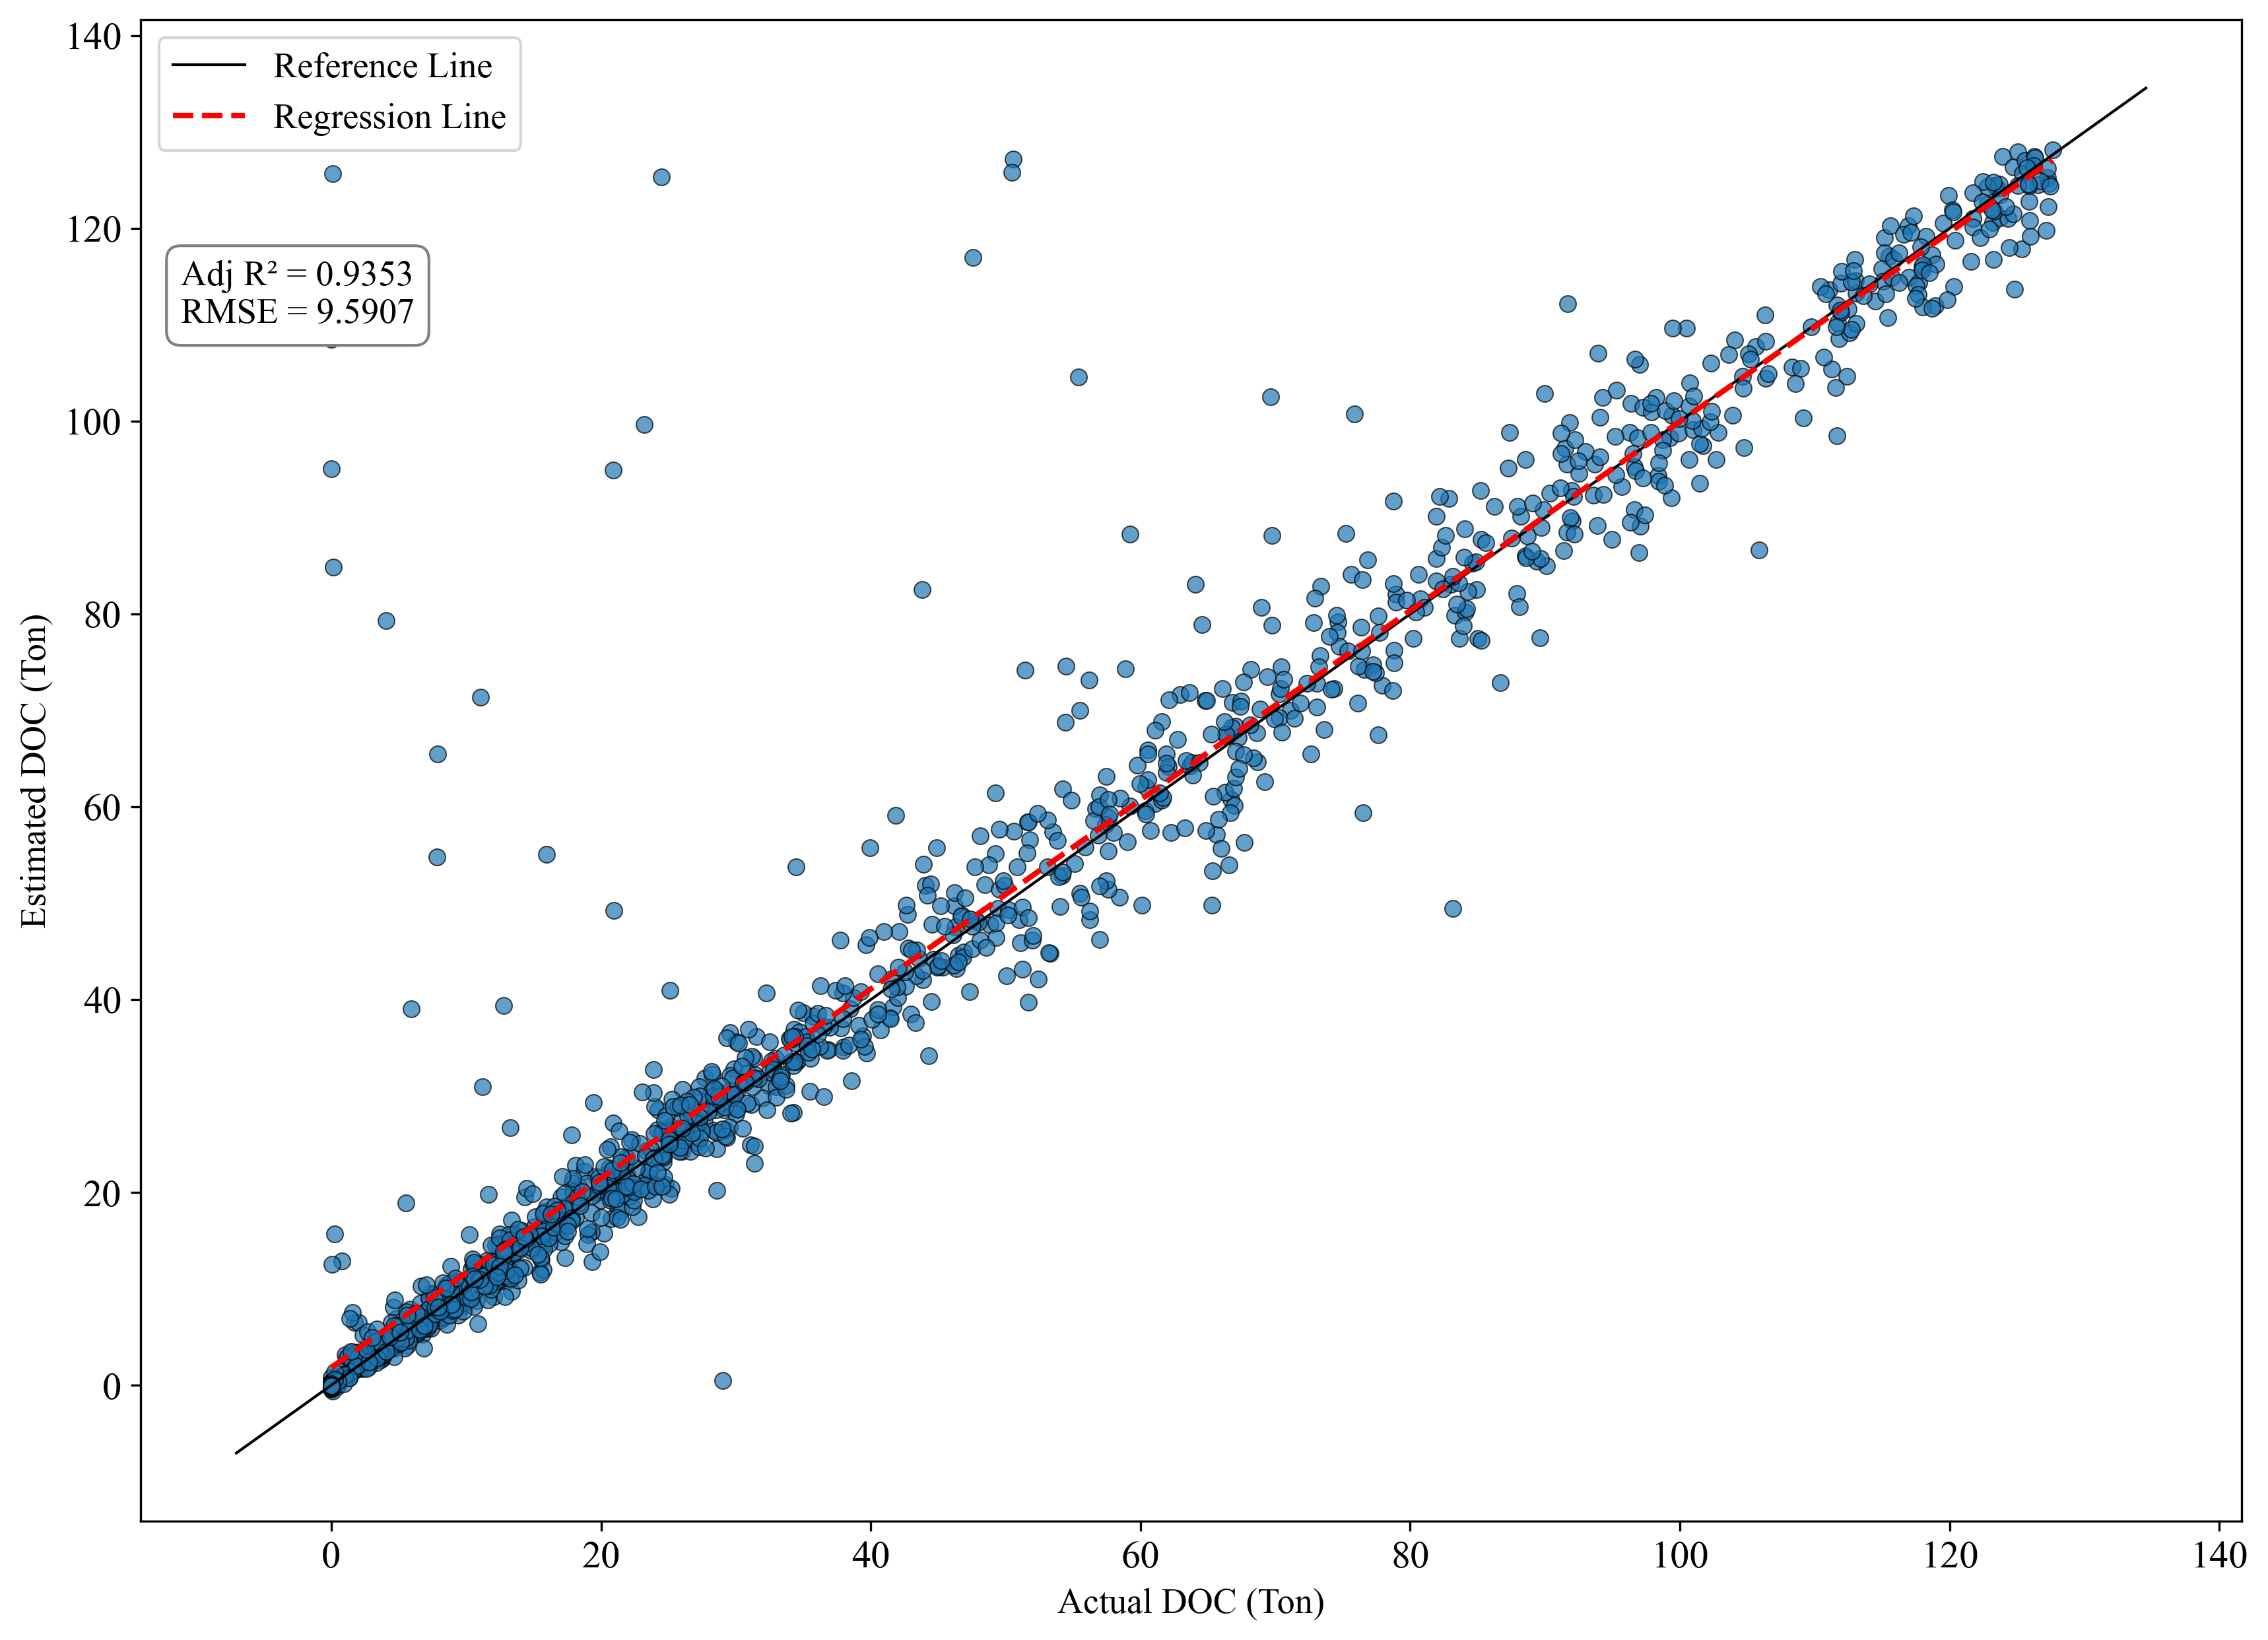 Reference Line
Regression Line
Adj R² = 0.9353
RMSE = 9.5907
140
120
100
80
60
40
20
0
Estimated DOC (Ton)
0 20 40 60 80 100 120 140
Actual DOC (Ton)